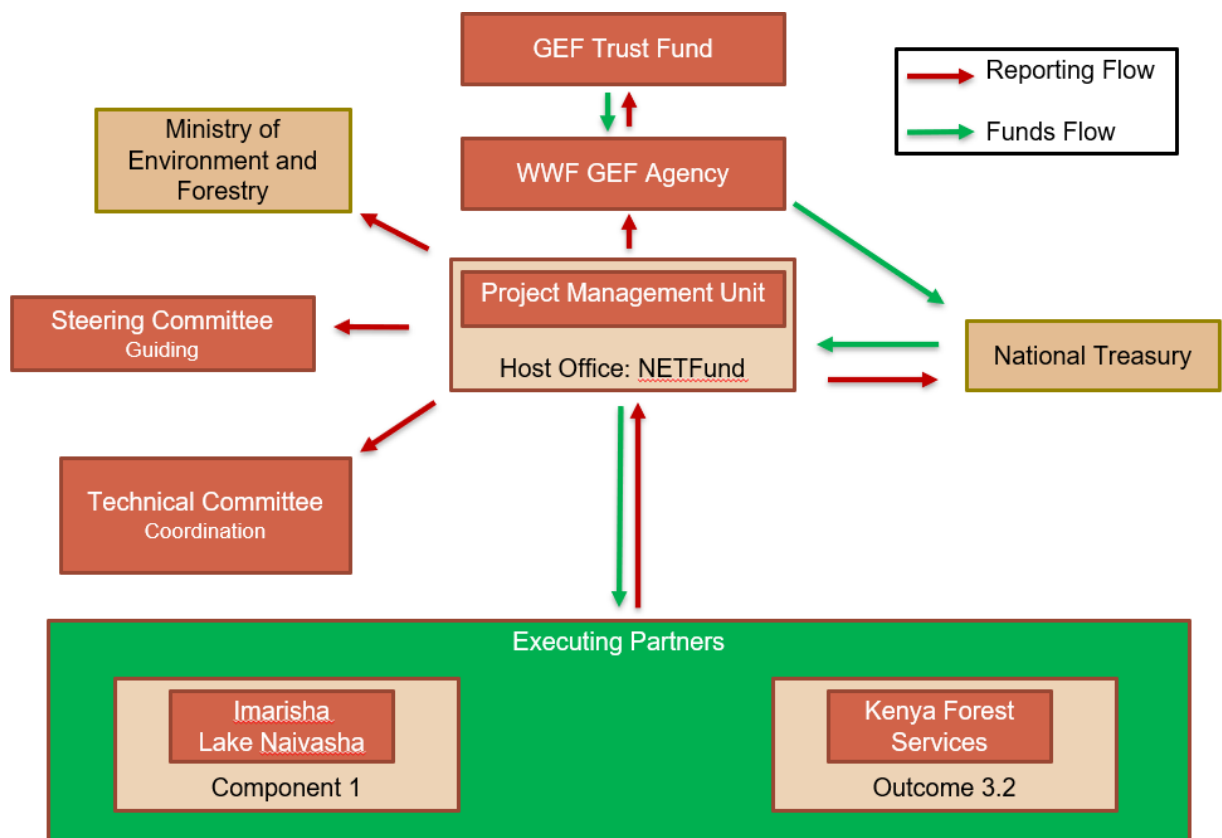 GEF Trust Fund
Reporting Flow
Funds Flow
Ministry of
Environment and
Forestry
WWF GEF Agency
Project Management Unit
Host Office: NETFund
Steering Committee
Guiding
National Treasury
Technical Committee
Coordination
Executing Partners
Imarisha
Lake Naivasha
Component 1
Kenya Forest
Services
Outcome 3.2